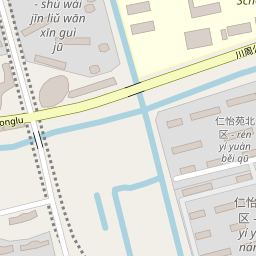 - shù wài
jīn liǔ wān
xìn guì
jū
Sch
川周公
onglu
仁怡苑北
区 - rén
yí yuàn
běi qū
仁怡
区 -
yí y
nán